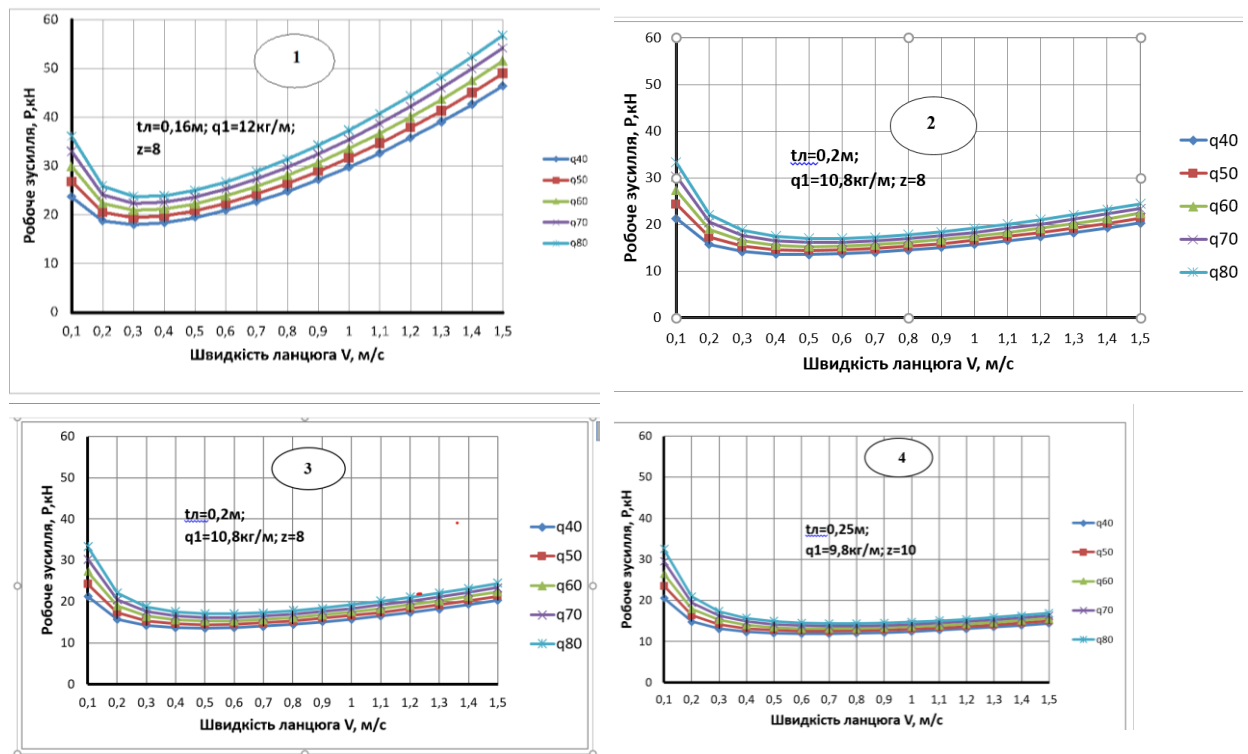 1
Робоче зусилля, Р,кН
60
50
40
30
20
10
0
tл=0,16м; q1=12кг/м;
z=8
q40
q50
q60
q70
q80
0,1 0,2 0,3 0,4 0,5 0,6 0,7 0,8 0,9 1 1,1 1,2 1,3 1,4 1,5
Швидкість ланцюга V, м/с
2
Робоче зусилля, Р,кН
60
50
40
30
20
10
0
tл=0,2м;
q1=10,8кг/м; z=8
q40
q50
q60
q70
q80
0,1 0,2 0,3 0,4 0,5 0,6 0,7 0,8 0,9 1 1,1 1,2 1,3 1,4 1,5
Швидкість ланцюга V, м/с
3
Робоче зусилля, Р,кН
60
50
40
30
20
10
0
tл=0,2м;
q1=10,8кг/м; z=8
q40
q50
q60
q70
q80
0,1 0,2 0,3 0,4 0,5 0,6 0,7 0,8 0,9 1 1,1 1,2 1,3 1,4 1,5
Швидкість ланцюга V, м/с
4
Робоче зусилля, Р,кН
60
50
40
30
20
10
0
tл=0,25м;
q1=9,8кг/м; z=10
q40
q50
q60
q70
q80
0,1 0,2 0,3 0,4 0,5 0,6 0,7 0,8 0,9 1 1,1 1,2 1,3 1,4 1,5
Швидкість ланцюга V, м/с